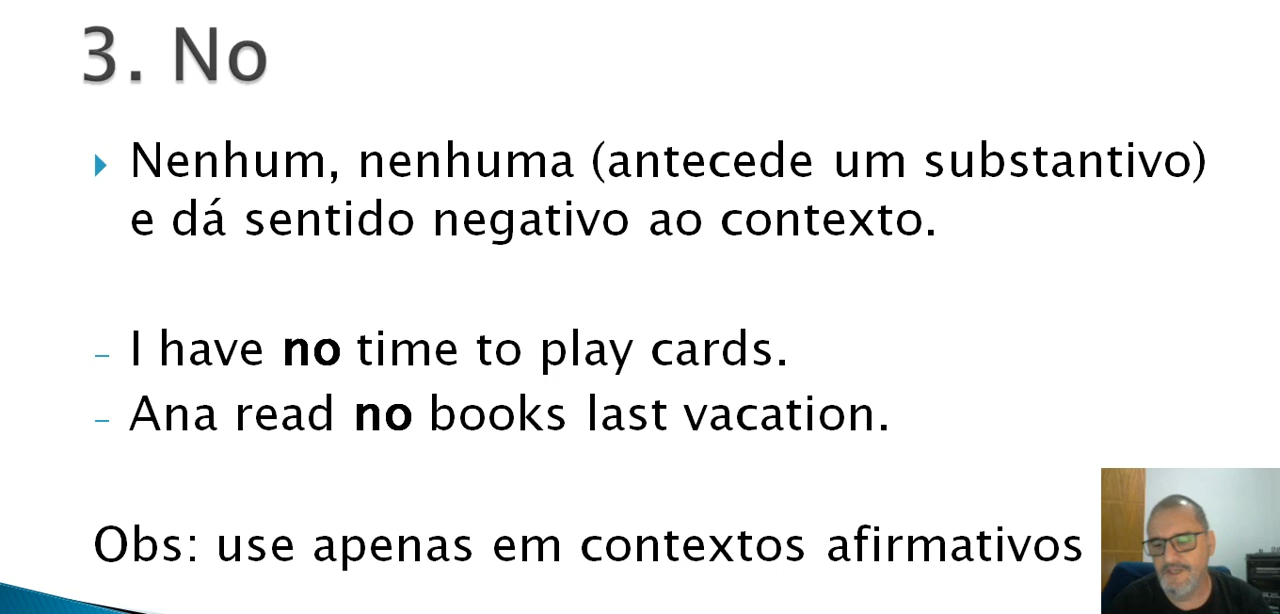 3. No
Nenhum, nenhuma (antecede um substantivo)
e dá sentido negativo ao contexto.
– I have no time to play cards.
– Ana read no books last vacation.
Obs: use apenas em contextos afirmativos